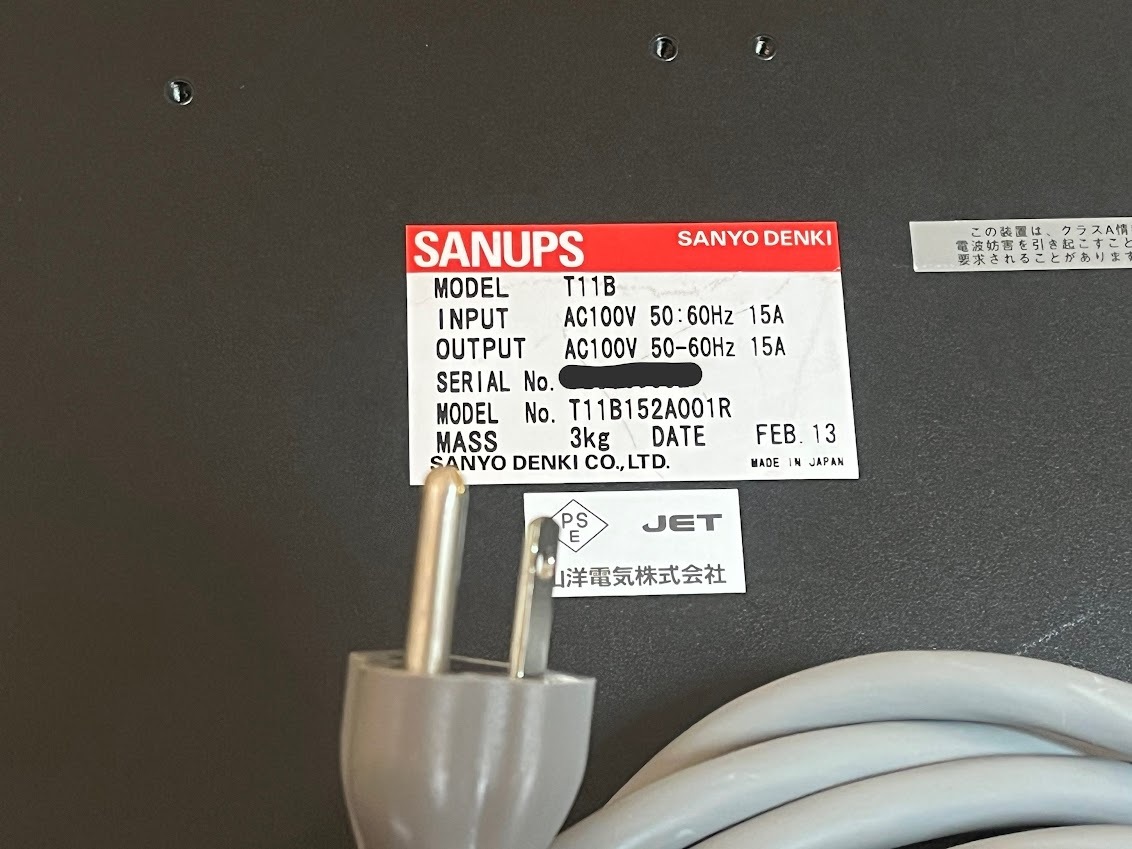 SANUPS SANYO DENKI
MODEL T11B
INPUT AC100V 50:60Hz 15A
OUTPUT AC100V 50-60Hz 15A
SERIAL No.
MODEL No. T11B152A001R
MASS 3kg DATE FEB. 13
SANYO DENKI CO.,LTD. MADE IN JAPAN
この装置は、クラスA情
電波妨害を引き起こすこと
要求されることがあります
PS
E
JET
山洋電気株式会社